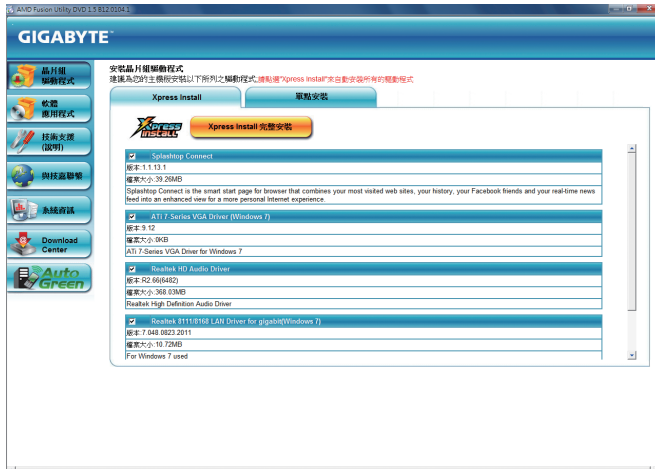 AMD Fusion Utility DVD 1.5 B12.0104.1
GIGABYTE™
晶片組
驅動程式
軟體
應用程式
技術支援
(說明)
與技嘉聯繫
系統資訊
Download
Center
Auto
Green
安裝晶片組驅動程式
建議為您的主機板安裝以下所列之驅動程式,請點選"Xpress Install"來自動安裝所有的驅動程式
Xpress Install
單點安裝
Xpress
Install
Xpress Install 完整安裝
Splashtop Connect
版本:1.1.13.1
檔案大小:39.26MB
Splashtop Connect is the smart start page for browser that combines your most visited web sites, your history, your Facebook friends and your real-time news
feed into an enhanced view for a more personal Internet experience.
ATi 7-Series VGA Driver (Windows 7)
版本:9.12
檔案大小:0KB
ATi 7-Series VGA Driver for Windows 7
Realtek HD Audio Driver
版本:R2.66(6482)
檔案大小:368.03MB
Realtek High Definition Audio Driver
Realtek 8111/8168 LAN Driver for gigabit(Windows 7)
版本:7.048.0823.2011
檔案大小:10.72MB
For Windows 7 used